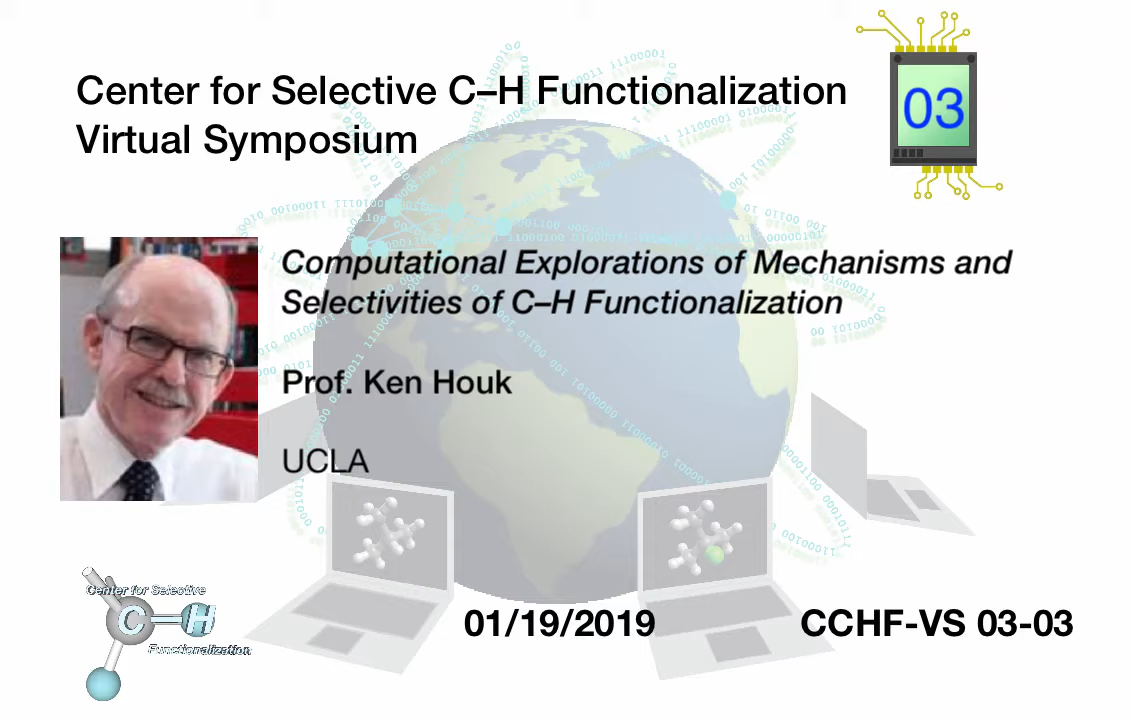 Center for Selective C–H Functionalization
Virtual Symposium
03
Computational Explorations of Mechanisms and
Selectivities of C–H Functionalization
Prof. Ken Houk
UCLA
Center for Selective
C H
Functionalization
01/19/2019
CCHF-VS 03-03